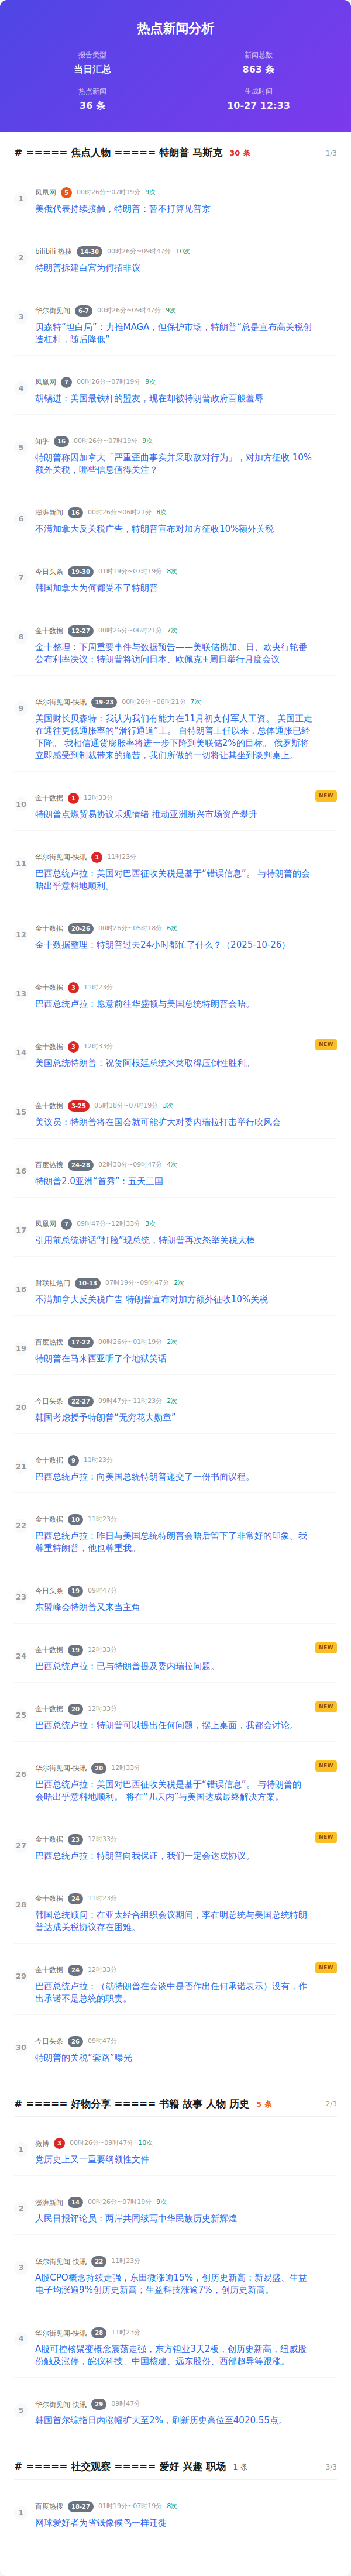 热点新闻分析
报告类型
当日汇总
新闻总数
863 条
热点新闻
36 条
生成时间
10-27 12:33
# ===== 焦点人物 ===== 特朗普 马斯克 30 条 1/3
1
凤凰网 5 00时26分~07时19分 9次
美俄代表持续接触，特朗普：暂不打算见普京
2
bilibili 热搜 14-30 00时26分~09时47分 10次
特朗普拆建白宫为何招非议
3
华尔街见闻 6-7 00时26分~09时47分 9次
贝森特“坦白局”：力推MAGA，但保护市场，特朗普“总是宣布高关税创
造杠杆，随后降低”
4
凤凰网 7 00时26分~07时19分 9次
胡锡进：美国最铁杆的盟友，现在却被特朗普政府百般羞辱
5
知乎 16 00时26分~07时19分 9次
特朗普称因加拿大「严重歪曲事实并采取敌对行为」，对加方征收 10%
额外关税，哪些信息值得关注？
6
澎湃新闻 16 00时26分~06时21分 8次
不满加拿大反关税广告，特朗普宣布对加方征收10%额外关税
7
今日头条 19-30 01时19分~07时19分 8次
韩国加拿大为何都受不了特朗普
8
金十数据 12-27 00时26分~06时21分 7次
金十整理：下周重要事件与数据预告——美联储携加、日、欧央行轮番
公布利率决议；特朗普将访问日本、欧佩克+周日举行月度会议
9
华尔街见闻-快讯 19-23 00时26分~06时21分 7次
美国财长贝森特：我认为我们有能力在11月初支付军人工资。 美国正走
在通往更低通胀率的“滑行通道”上。 自特朗普上任以来，总体通胀已经
下降。 我相信通货膨胀率将进一步下降到美联储2%的目标。 俄罗斯将
立即感受到制裁带来的痛苦，我们所做的一切将让其坐到谈判桌上。
10
金十数据 1 12时33分
NEW
特朗普点燃贸易协议乐观情绪 推动亚洲新兴市场资产攀升
11
华尔街见闻-快讯 1 11时23分
巴西总统卢拉：美国对巴西征收关税是基于“错误信息”。 与特朗普的会
晤出乎意料地顺利。
12
金十数据 20-26 00时26分~05时18分 6次
金十数据整理：特朗普过去24小时都忙了什么？（2025-10-26）
13
金十数据 3 11时23分
巴西总统卢拉：愿意前往华盛顿与美国总统特朗普会晤。
14
金十数据 3 12时33分
NEW
美国总统特朗普：祝贺阿根廷总统米莱取得压倒性胜利。
15
金十数据 3-25 05时18分~07时19分 3次
美议员：特朗普将在国会就可能扩大对委内瑞拉打击举行吹风会
16
百度热搜 24-28 02时30分~09时47分 4次
特朗普2.0亚洲“首秀”：五天三国
17
凤凰网 7 09时47分~12时33分 3次
引用前总统讲话“打脸”现总统，特朗普再次怒举关税大棒
18
财联社热门 10-13 07时19分~09时47分 2次
不满加拿大反关税广告 特朗普宣布对加方额外征收10%关税
19
百度热搜 17-22 00时26分~01时19分 2次
特朗普在马来西亚听了个地狱笑话
20
今日头条 22-27 09时47分~11时23分 2次
韩国考虑授予特朗普“无穷花大勋章”
21
金十数据 9 11时23分
巴西总统卢拉：向美国总统特朗普递交了一份书面议程。
22
金十数据 10 11时23分
巴西总统卢拉：昨日与美国总统特朗普会晤后留下了非常好的印象。我
尊重特朗普，他也尊重我。
23
今日头条 19 09时47分
东盟峰会特朗普又来当主角
24
金十数据 19 12时33分
NEW
巴西总统卢拉：已与特朗普提及委内瑞拉问题。
25
金十数据 20 12时33分
NEW
巴西总统卢拉：特朗普可以提出任何问题，摆上桌面，我都会讨论。
26
华尔街见闻-快讯 20 12时33分
NEW
巴西总统卢拉：美国对巴西征收关税是基于“错误信息”。 与特朗普的
会晤出乎意料地顺利。 将在“几天内”与美国达成最终解决方案。
27
金十数据 23 12时33分
NEW
巴西总统卢拉：特朗普向我保证，我们一定会达成协议。
28
金十数据 24 11时23分
韩国总统顾问：在亚太经合组织会议期间，李在明总统与美国总统特朗
普达成关税协议存在困难。
29
金十数据 24 12时33分
NEW
巴西总统卢拉：（就特朗普在会谈中是否作出任何承诺表示）没有，作
出承诺不是总统的职责。
30
今日头条 26 09时47分
特朗普的关税“套路”曝光
# ===== 好物分享 ===== 书籍 故事 人物 历史 5 条 2/3
1
微博 3 00时26分~09时47分 10次
党历史上又一重要纲领性文件
2
澎湃新闻 14 00时26分~07时19分 9次
人民日报评论员：两岸共同续写中华民族历史新辉煌
3
华尔街见闻-快讯 22 11时23分
A股CPO概念持续走强，东田微涨逾15%，创历史新高；新易盛、生益
电子均涨逾9%创历史新高；生益科技涨逾7%，创历史新高。
4
华尔街见闻-快讯 28 11时23分
A股可控核聚变概念震荡走强，东方钽业3天2板，创历史新高，纽威股
份触及涨停，皖仪科技、中国核建、远东股份、西部超导等跟涨。
5
华尔街见闻-快讯 29 09时47分
韩国首尔综指日内涨幅扩大至2%，刷新历史高位至4020.55点。
# ===== 社交观察 ===== 爱好 兴趣 职场 1 条 3/3
1
百度热搜 18-27 01时19分~07时19分 8次
网球爱好者为省钱像候鸟一样迁徙